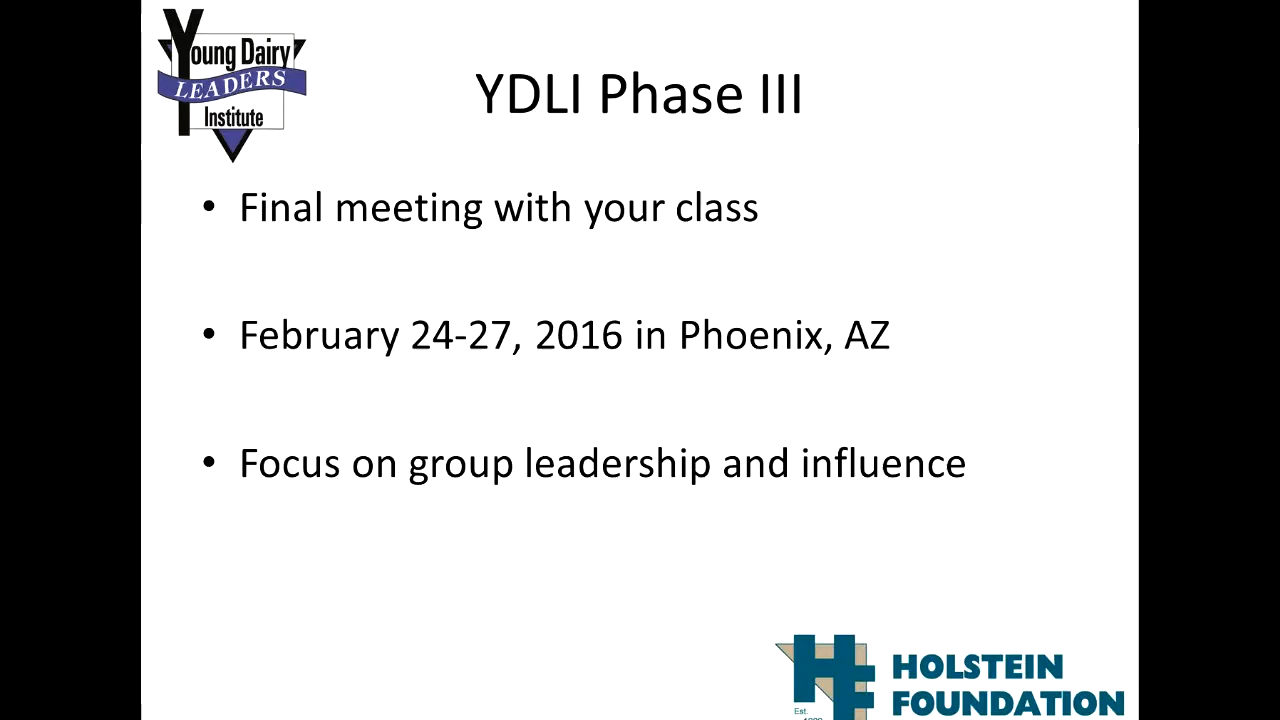 Young Dairy
LEADERS
Institute
YDLI Phase III
• Final meeting with your class
• February 24-27, 2016 in Phoenix, AZ
• Focus on group leadership and influence
HOLSTEIN
FOUNDATION
Est.